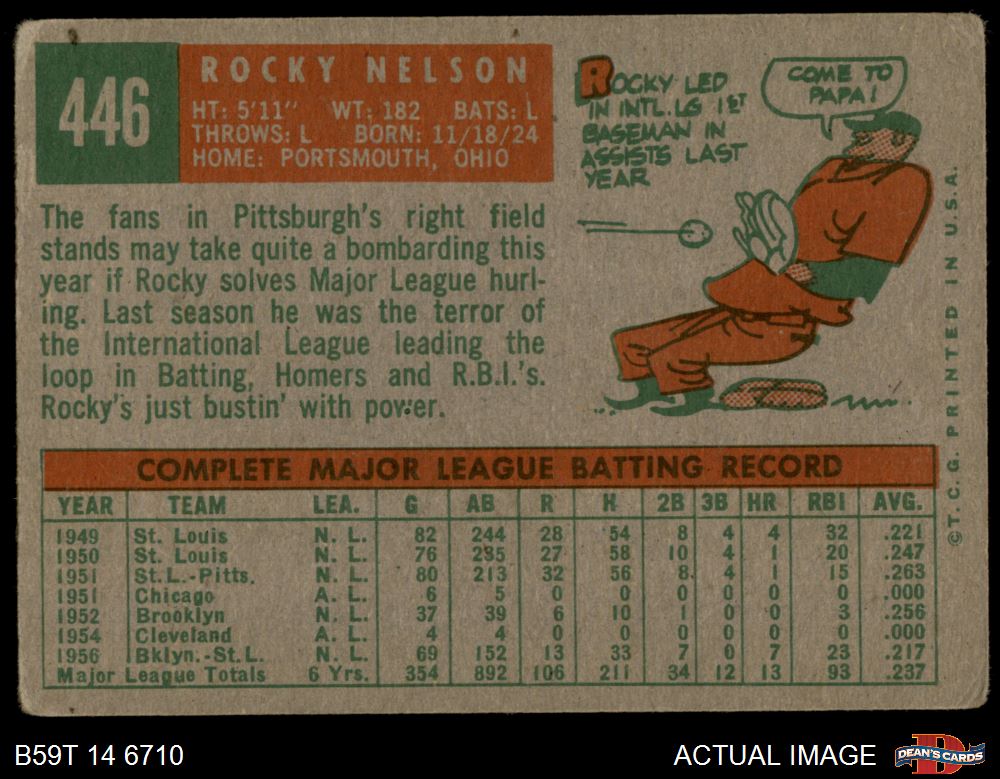 446
ROCKY NELSON
HT: 5'11" WT: 182 BATS: L
THROWS: L BORN: 11/18/24
HOME: PORTSMOUTH, OHIO
ROCKY LED
IN INTL. LG 1ST
BASEMAN IN
ASSISTS LAST
YEAR
COME TO
PAPA!
The fans in Pittsburgh's right field
stands may take quite a bombarding this
year if Rocky solves Major League hurl-
ing. Last season he was the terror of
the International League leading the
loop in Batting, Homers and R.B.I.'s.
Rocky's just bustin' with power.
©T. C. G. PRINTED IN U.S.A.
COMPLETE MAJOR LEAGUE BATTING RECORD
YEAR TEAM LEA. G AB R H 2B 3B HR RBI AVG.
1949 St. Louis N. L. 82 244 28 54 8 4 4 32 .221
1950 St. Louis N. L. 76 235 27 58 10 4 1 20 .247
1951 St.L.-Pitts. N. L. 80 213 32 56 8 4 1 15 .263
1951 Chicago A. L. 6 5 0 0 0 0 0 0 .000
1952 Brooklyn N. L. 37 39 6 10 1 0 0 3 .256
1954 Cleveland A. L. 4 4 0 0 0 0 0 0 .000
1956 Bklyn.-St.L. N. L. 69 152 13 33 7 0 7 23 .217
Major League Totals 6 Yrs. 354 892 106 211 34 12 13 93 .237
B59T 14 6710
ACTUAL IMAGE
D
DEAN'S CARDS